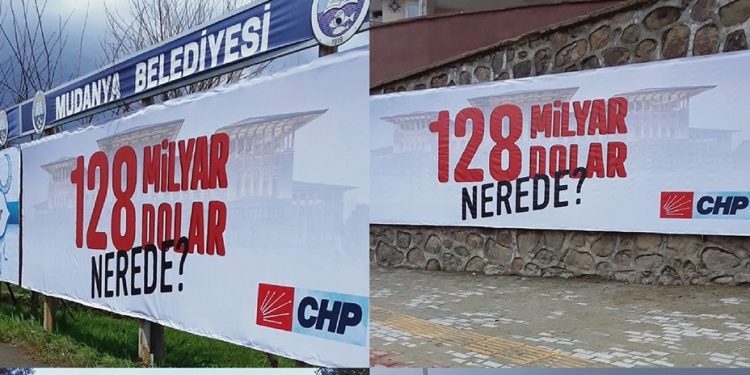 MUDANYA BELEDİYESİ
128 MİLYAR
DOLAR
NEREDE?
CHP
128 MİLYAR
DOLAR
NEREDE?
CHP